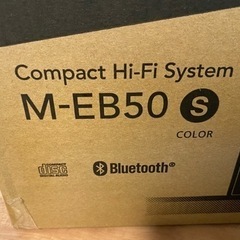 Compact Hi-Fi System
M-EB50 S
COLOR
Bluetooth®